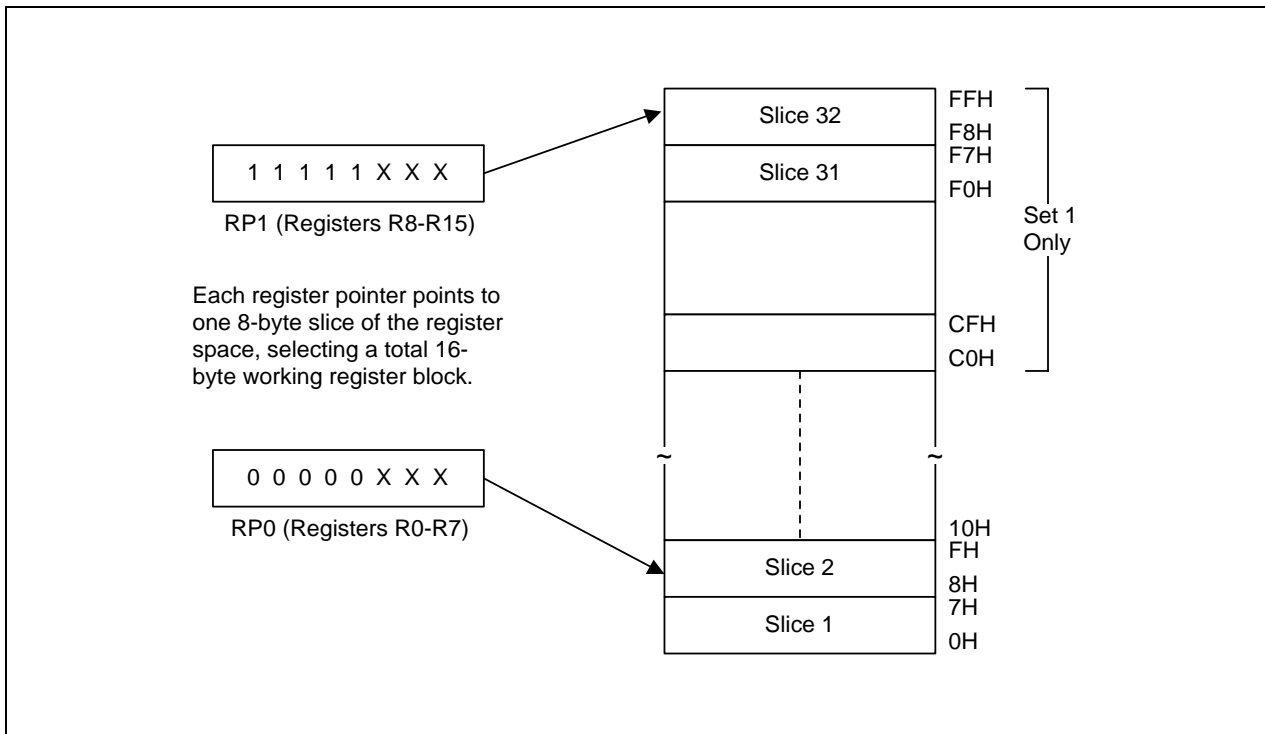 1 1 1 1 1 X X X
RP1 (Registers R8-R15)
Each register pointer points to
one 8-byte slice of the register
space, selecting a total 16-
byte working register block.
0 0 0 0 0 X X X
RP0 (Registers R0-R7)
Slice 32
Slice 31
~
~
Slice 2
Slice 1
FFH
F8H
F7H
F0H
CFH
C0H
10H
FH
8H
7H
0H
Set 1
Only